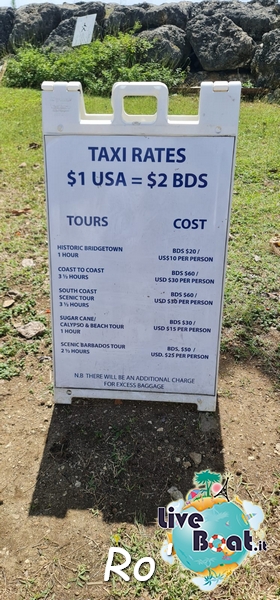 TAXI RATES
$1 USA = $2 BDS
TOURS COST
HISTORIC BRIDGETOWN BDS $20 /
1 HOUR US$10 PER PERSON
COAST TO COAST BDS $60 /
3 ½ HOURS USD $30 PER PERSON
SOUTH COAST BDS $60 /
SCENIC TOUR USD $30 PER PERSON
3 ½ HOURS
SUGAR CANE/ BDS $30 /
CALYPSO & BEACH TOUR USD $15 PER PERSON
1 HOUR
SCENIC BARBADOS TOUR BDS, $50 /
2 ½ HOURS USD. $25 PER PERSON
N.B. THERE WILL BE AN ADDITIONAL CHARGE
FOR EXCESS BAGGAGE
Live
Boat.it
Ro